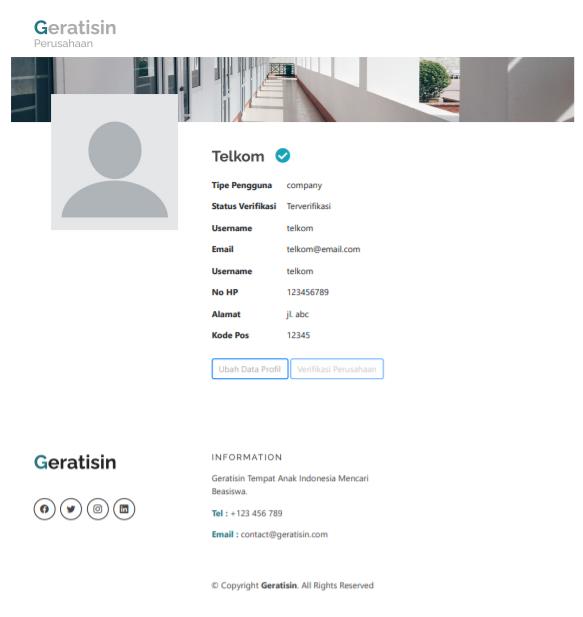 Geratisin
Perusahaan
Telkom
Tipe Pengguna company
Status Verifikasi Terverifikasi
Username telkom
Email telkom@email.com
Username telkom
No HP 123456789
Alamat jl. abc
Kode Pos 12345
Ubah Data Profil Verifikasi Perusahaan
Geratisin
INFORMATION
Geratisin Tempat Anak Indonesia Mencari
Beasiswa.
Tel : +123 456 789
Email : contact@geratisin.com
© Copyright Geratisin. All Rights Reserved